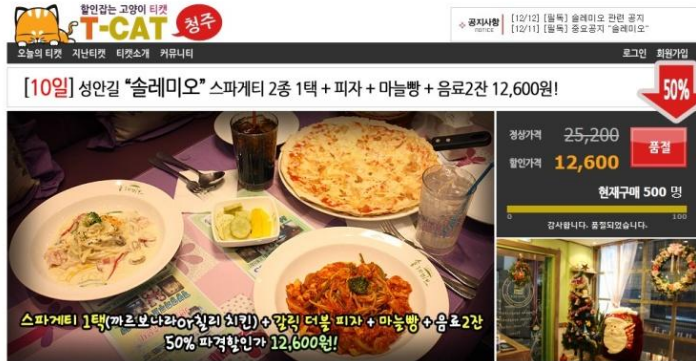 할인잡는 고양이 티켓
T-CAT 청주
공지사항 [12/12] [필독] 솔레미오 관련 공지
NOTICE [12/11] [필독] 중요공지 "솔레미오"
오늘의 티켓 지난티켓 티켓소개 커뮤니티 로그인 회원가입
[10일] 성안길 “솔레미오” 스파게티 2종 1택 + 피자 + 마늘빵 + 음료2잔 12,600원!
50%
정상가격 25,200
할인가격 12,600
품절
현재구매 500 명
0 100
감사합니다. 품절되었습니다.
스파게티 1택(까르보나라or칠리 치킨) + 갈릭 더블 피자 + 마늘빵 + 음료2잔
50% 파격할인가 12,600원!